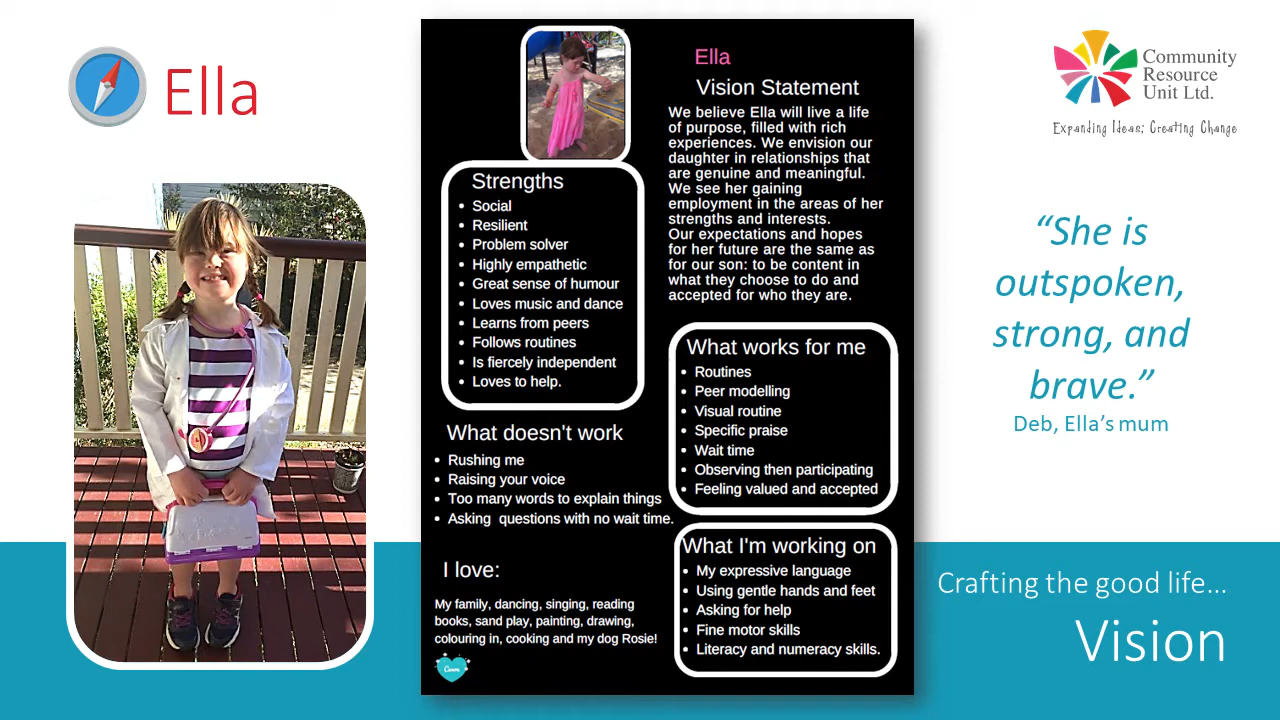 Ella
Ella
Vision Statement
We believe Ella will live a life
of purpose, filled with rich
experiences. We envision our
daughter in relationships that
are genuine and meaningful.
We see her gaining
employment in the areas of her
strengths and interests.
Our expectations and hopes
for her future are the same as
for our son: to be content in
what they choose to do and
accepted for who they are.
Strengths
• Social
• Resilient
• Problem solver
• Highly empathetic
• Great sense of humour
• Loves music and dance
• Learns from peers
• Follows routines
• Is fiercely independent
• Loves to help.
What works for me
• Routines
• Peer modelling
• Visual routine
• Specific praise
• Wait time
• Observing then participating
• Feeling valued and accepted
What doesn't work
• Rushing me
• Raising your voice
• Too many words to explain things
• Asking questions with no wait time.
What I'm working on
• My expressive language
• Using gentle hands and feet
• Asking for help
• Fine motor skills
• Literacy and numeracy skills.
I love:
My family, dancing, singing, reading
books, sand play, painting, drawing,
colouring in, cooking and my dog Rosie!
Canva
Community
Resource
Unit Ltd.
Expanding Ideas; Creating Change
“She is
outspoken,
strong, and
brave.”
Deb, Ella’s mum
Crafting the good life...
Vision